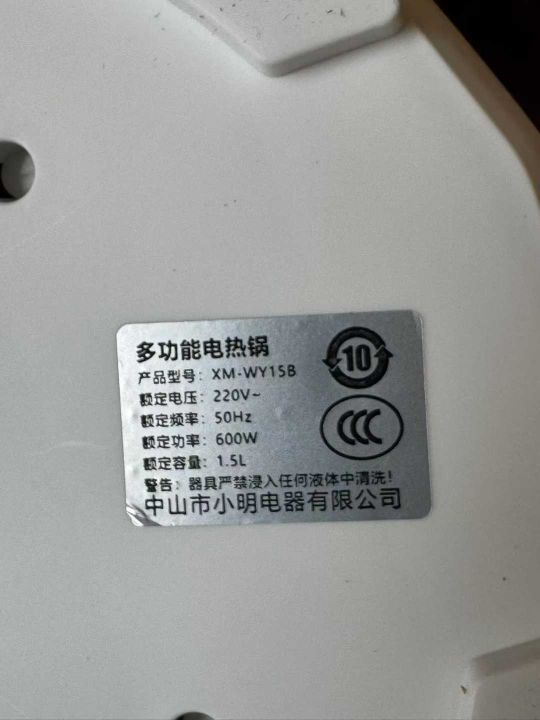 多功能电热锅
产品型号: XM-WY15B
额定电压: 220V~
额定频率: 50Hz
额定功率: 600W
额定容量: 1.5L
警告: 器具严禁浸入任何液体中清洗!
中山市小明电器有限公司
10
CCC